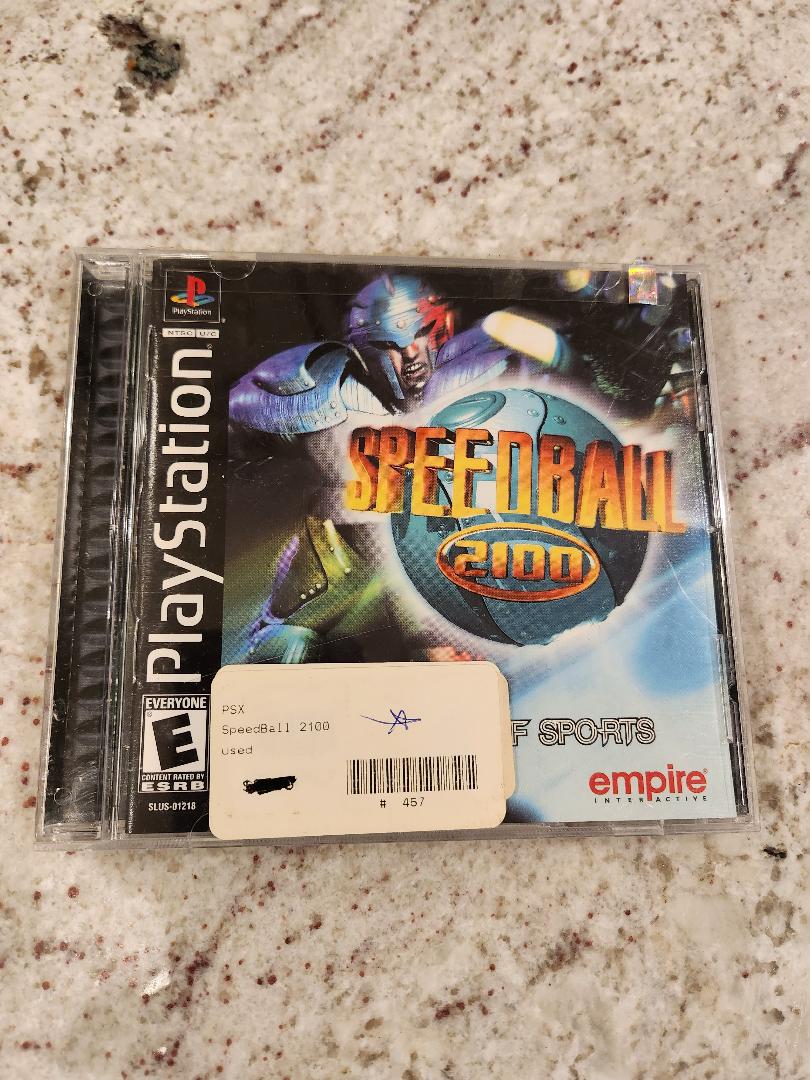 PlayStation
NTSC U/C
PlayStation
SPEEDBALL
2100
EVERYONE
E
CONTENT RATED BY
ESRB
SLUS-01218
PSX
SpeedBall 2100
used
# 457
F SPORTS
empire
INTERACTIVE